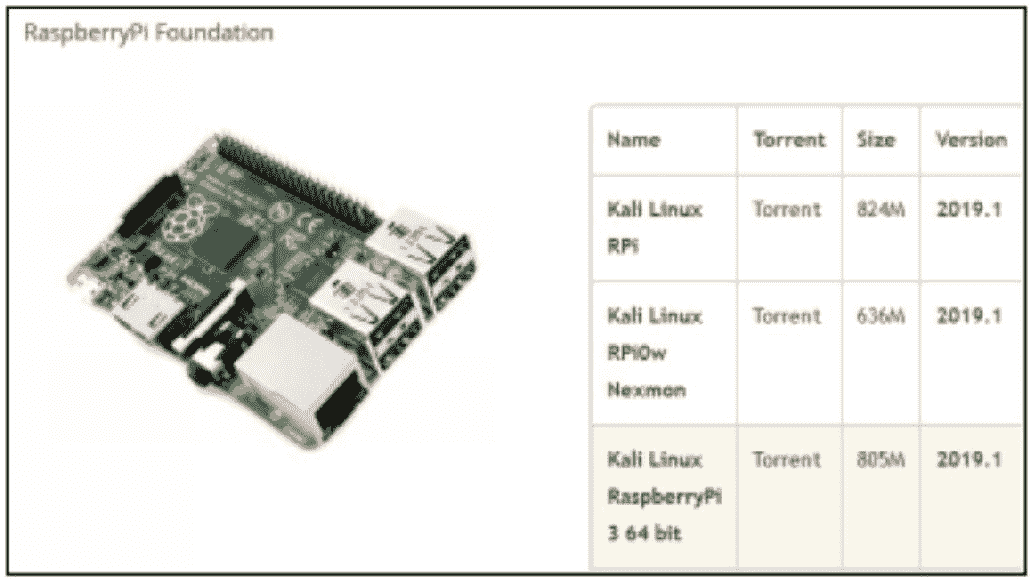 RaspberryPi Foundation
Name Torrent Size Version
Kali Linux Torrent 824M 2019.1
RPi
Kali Linux Torrent 636M 2019.1
RPi0w
Nexmon
Kali Linux Torrent 805M 2019.1
RaspberryPi
3 64 bit